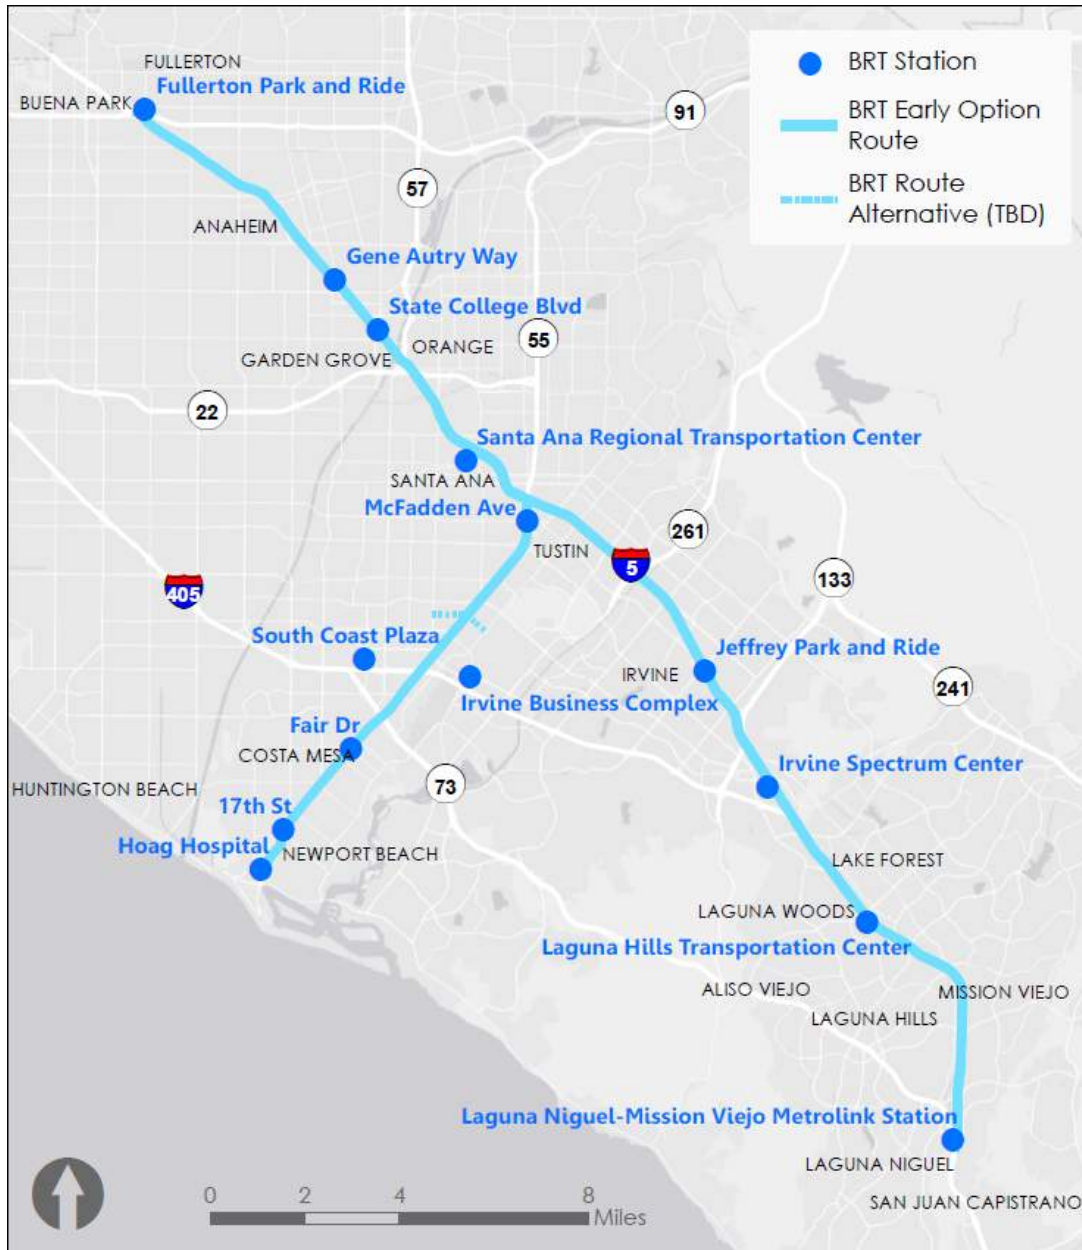 FULLERTON
Fullerton Park and Ride
BUENA PARK
BRT Station
BRT Early Option
Route
BRT Route
Alternative (TBD)
91
57
ANAHEIM
Gene Autry Way
State College Blvd
55
ORANGE
GARDEN GROVE
22
Santa Ana Regional Transportation Center
SANTA ANA
McFadden Ave
261
TUSTIN
5
133
405
South Coast Plaza
Jeffrey Park and Ride
IRVINE
241
Irvine Business Complex
Fair Dr
COSTA MESA
Irvine Spectrum Center
HUNTINGTON BEACH
73
17th St
Hoag Hospital
NEWPORT BEACH
LAKE FOREST
LAGUNA WOODS
Laguna Hills Transportation Center
ALISO VIEJO
MISSION VIEJO
LAGUNA HILLS
Laguna Niguel-Mission Viejo Metrolink Station
LAGUNA NIGUEL
SAN JUAN CAPISTRANO
0 2 4 8
Miles